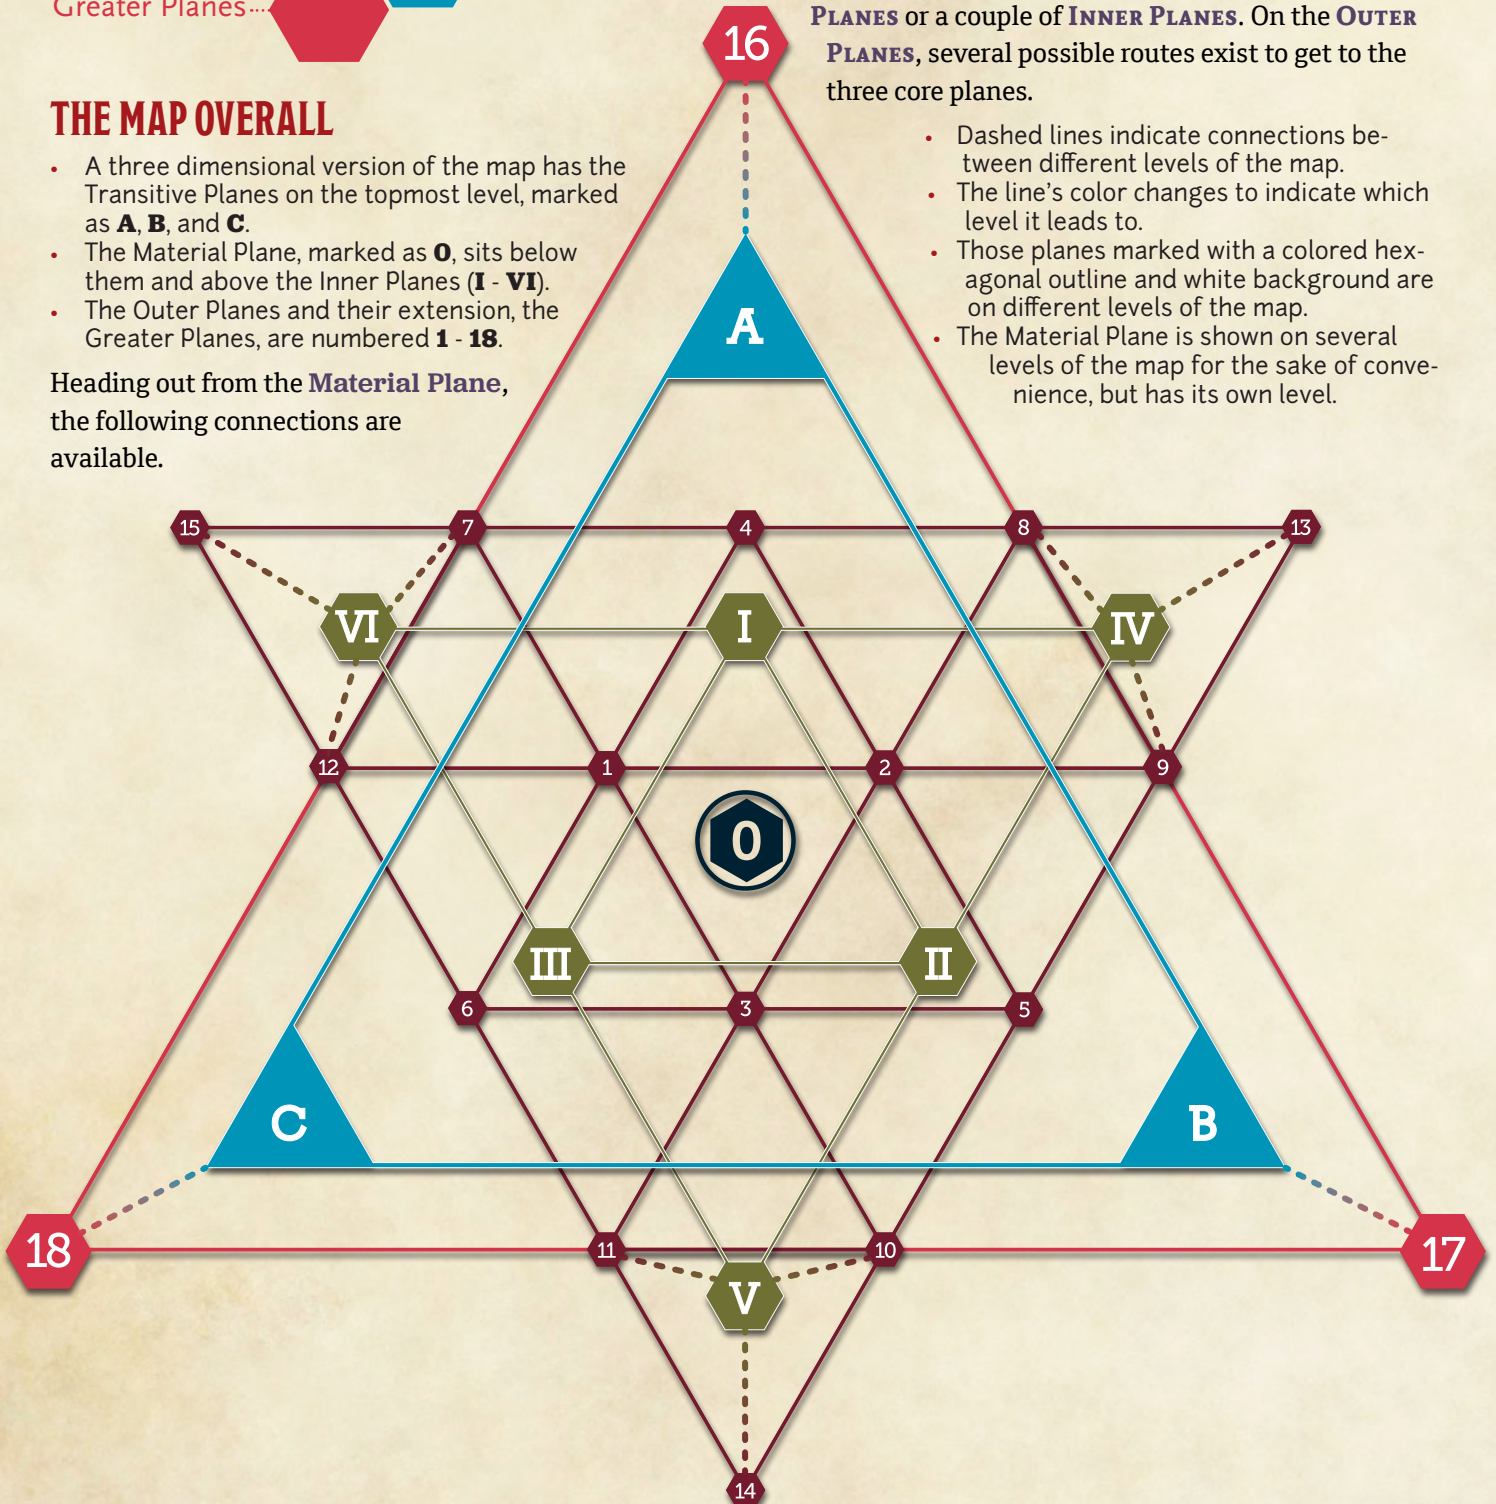 Greater Planes....
THE MAP OVERALL
• A three dimensional version of the map has the
Transitive Planes on the topmost level, marked
as A, B, and C.
• The Material Plane, marked as 0, sits below
them and above the Inner Planes (I - VI).
• The Outer Planes and their extension, the
Greater Planes, are numbered 1 - 18.
Heading out from the Material Plane,
the following connections are
available.
PLANES or a couple of INNER PLANES. On the OUTER
PLANES, several possible routes exist to get to the
three core planes.
• Dashed lines indicate connections be-
tween different levels of the map.
• The line's color changes to indicate which
level it leads to.
• Those planes marked with a colored hex-
agonal outline and white background are
on different levels of the map.
• The Material Plane is shown on several
levels of the map for the sake of conve-
nience, but has its own level.
16
A
15
7
4
8
13
VI
I
IV
12
1
2
9
0
III
II
6
3
5
C
B
18
11
10
17
V
14